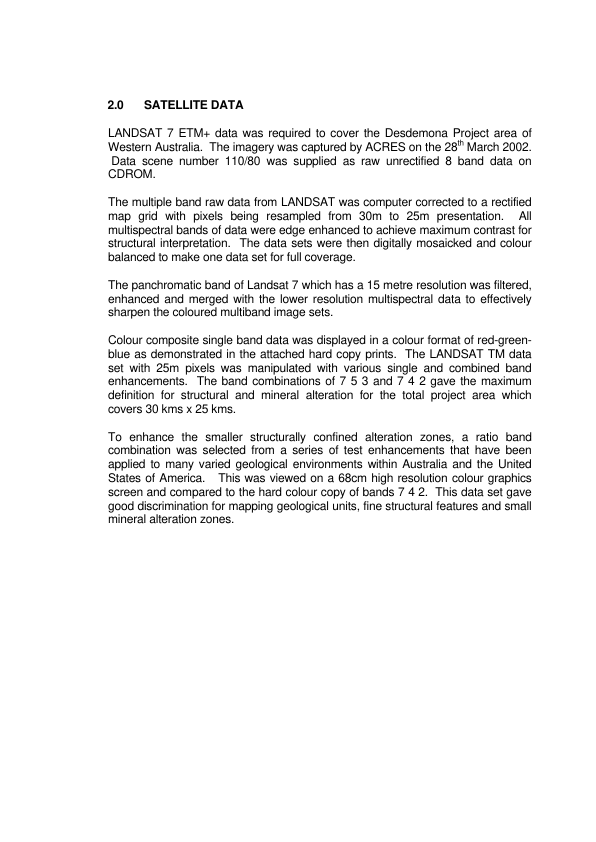 2.0 SATELLITE DATA
LANDSAT 7 ETM+ data was required to cover the Desdemona Project area of
Western Australia. The imagery was captured by ACRES on the 28th March 2002.
Data scene number 110/80 was supplied as raw unrectified 8 band data on
CDROM.
The multiple band raw data from LANDSAT was computer corrected to a rectified
map grid with pixels being resampled from 30m to 25m presentation. All
multispectral bands of data were edge enhanced to achieve maximum contrast for
structural interpretation. The data sets were then digitally mosaicked and colour
balanced to make one data set for full coverage.
The panchromatic band of Landsat 7 which has a 15 metre resolution was filtered,
enhanced and merged with the lower resolution multispectral data to effectively
sharpen the coloured multiband image sets.
Colour composite single band data was displayed in a colour format of red-green-
blue as demonstrated in the attached hard copy prints. The LANDSAT TM data
set with 25m pixels was manipulated with various single and combined band
enhancements. The band combinations of 7 5 3 and 7 4 2 gave the maximum
definition for structural and mineral alteration for the total project area which
covers 30 kms x 25 kms.
To enhance the smaller structurally confined alteration zones, a ratio band
combination was selected from a series of test enhancements that have been
applied to many varied geological environments within Australia and the United
States of America. This was viewed on a 68cm high resolution colour graphics
screen and compared to the hard colour copy of bands 7 4 2. This data set gave
good discrimination for mapping geological units, fine structural features and small
mineral alteration zones.